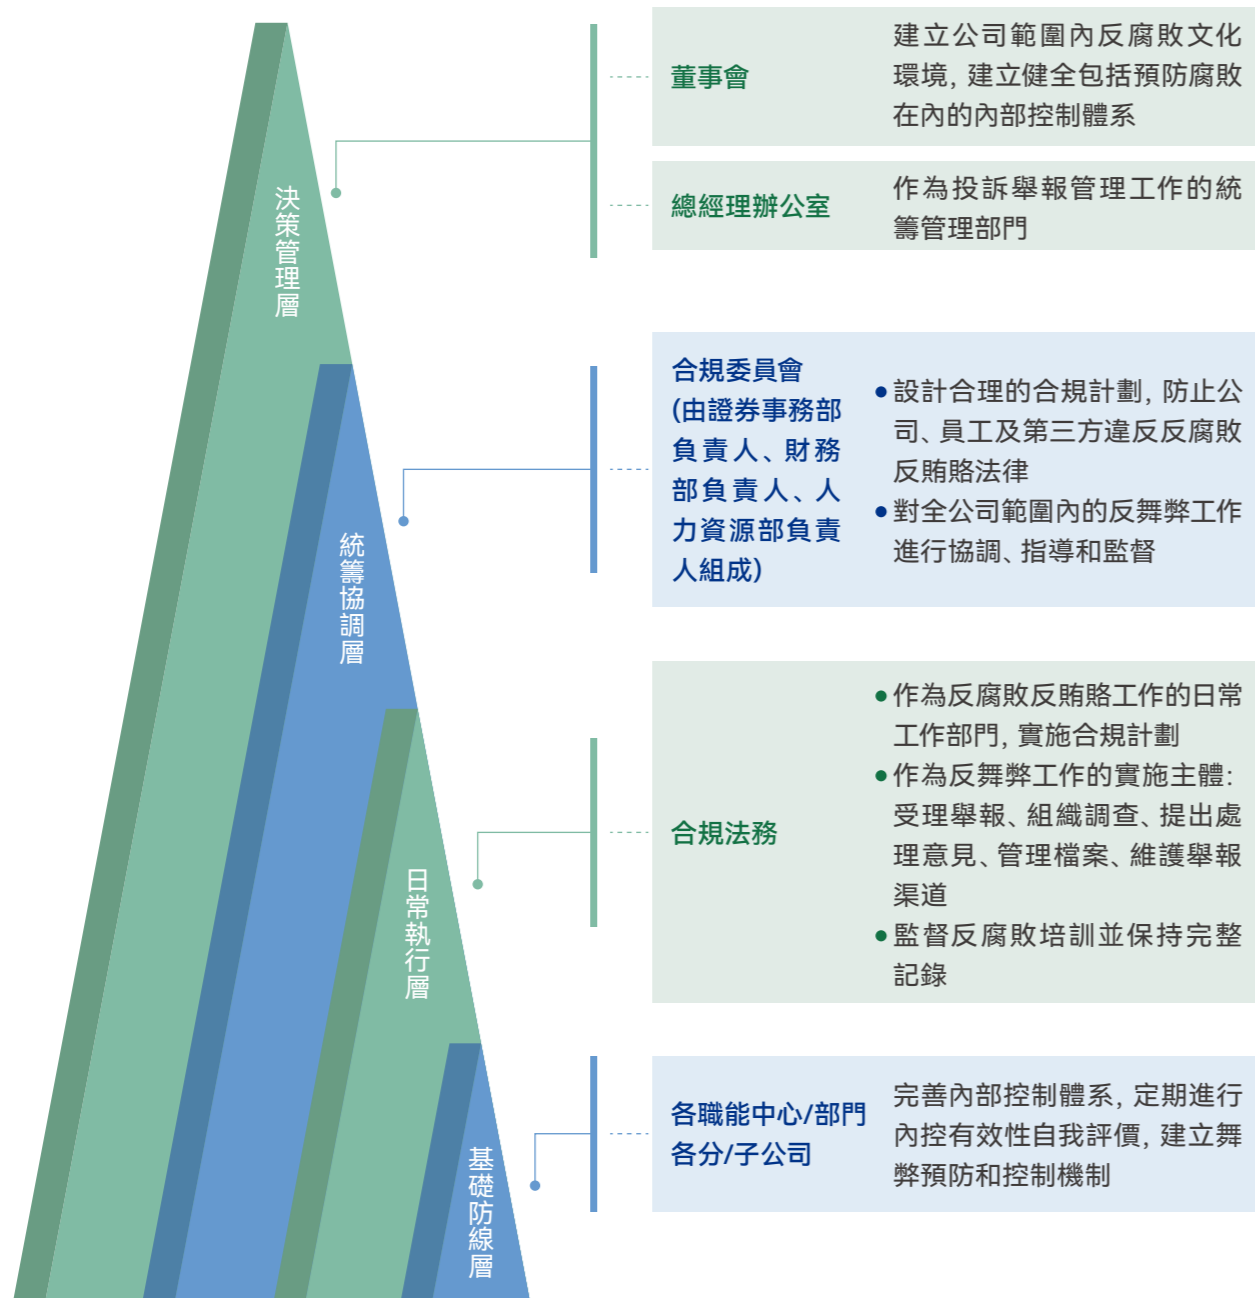 決策管理層
董事會
建立公司範圍內反腐敗文化
環境，建立健全包括預防腐敗
在內的內部控制體系
總經理辦公室
作為投訴舉報管理工作的統
籌管理部門
統籌協調層
合規委員會
(由證券事務部
負責人、財務
部負責人、人
力資源部負責
人組成)
●設計合理的合規計劃，防止公
司、員工及第三方違反反腐敗
反賄賂法律
●對全公司範圍內的反舞弊工作
進行協調、指導和監督
日常執行層
合規法務
●作為反腐敗反賄賂工作的日常
工作部門，實施合規計劃
●作為反舞弊工作的實施主體：
受理舉報、組織調查、提出處
理意見、管理檔案、維護舉報
渠道
●監督反腐敗培訓並保持完整
記錄
基礎防線層
各職能中心/部門
各分/子公司
完善內部控制體系，定期進行
內控有效性自我評價，建立舞
弊預防和控制機制